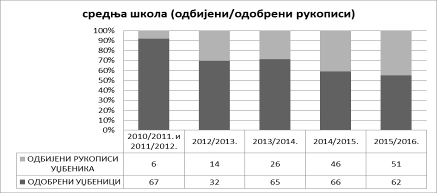 средња школа (одбијени/одобрени рукописи)
100%
90%
80%
70%
60%
50%
40%
30%
20%
10%
0%
2010/2011. и 2011/2012. 2012/2013. 2013/2014. 2014/2015. 2015/2016.
ОДБИЈЕНИ РУКОПИСИ УЏБЕНИКА 6 14 26 46 51
ОДОБРЕНИ УЏБЕНИЦИ 67 32 65 66 62